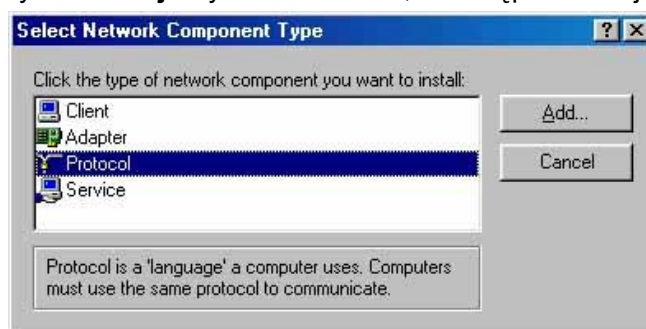 Select Network Component Type
Click the type of network component you want to install:
Client
Adapter
Protocol
Service
Add...
Cancel
Protocol is a 'language' a computer uses. Computers
must use the same protocol to communicate.